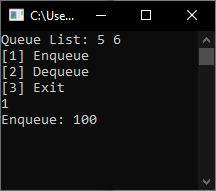 C:\Use...
Queue List: 5 6
[1] Enqueue
[2] Dequeue
[3] Exit
1
Enqueue: 100